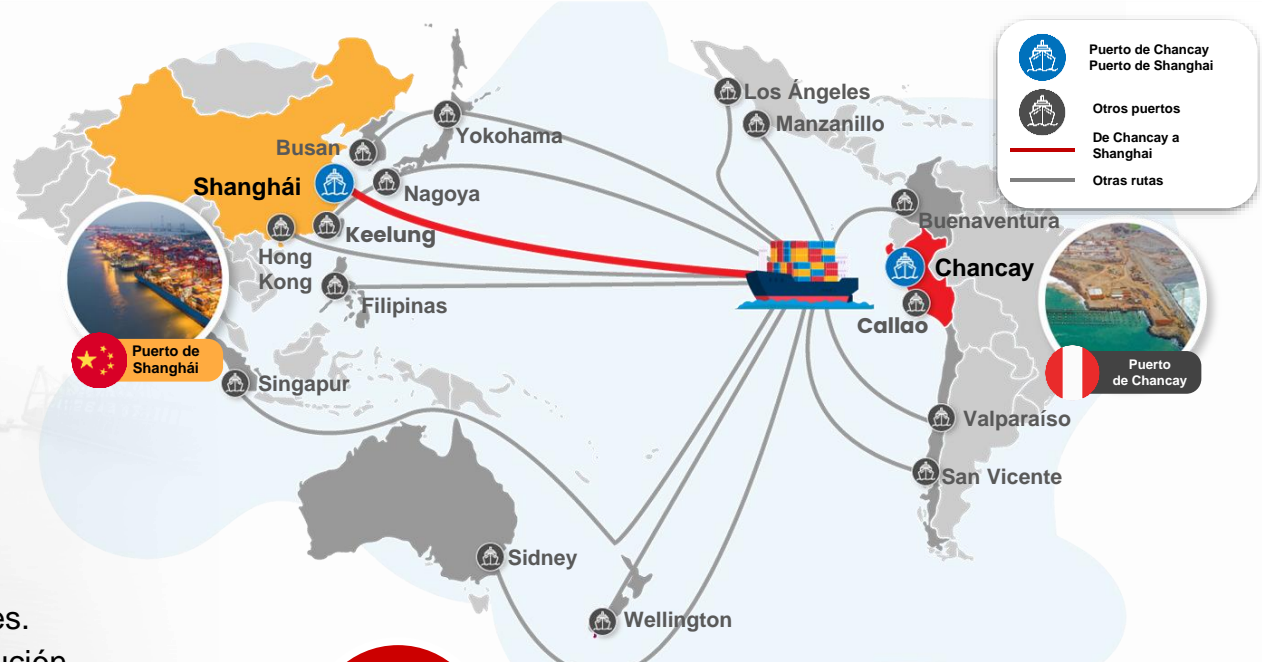 Puerto de Chancay
Puerto de Shanghai
Otros puertos
De Chancay a
Shanghai
Otras rutas
Los Ángeles
Manzanillo
Yokohama
Busan
Shanghái
Nagoya
Keelung
Hong
Kong
Filipinas
Buenaventura
Chancay
Callao
Puerto de
Shanghái
Puerto
de Chancay
Singapur
Valparaíso
San Vicente
Sidney
Wellington
es.